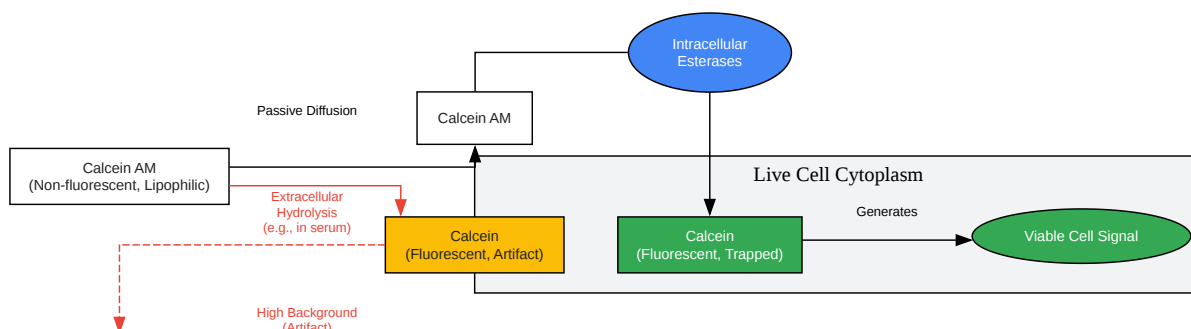 Intracellular
Esterases
Passive Diffusion
Calcein AM
Calcein AM
(Non-fluorescent, Lipophilic)
Live Cell Cytoplasm
Extracellular
Hydrolysis
(e.g., in serum)
Generates
Calcein
(Fluorescent, Artifact)
Calcein
(Fluorescent, Trapped)
Viable Cell Signal
High Background
(Artifact)